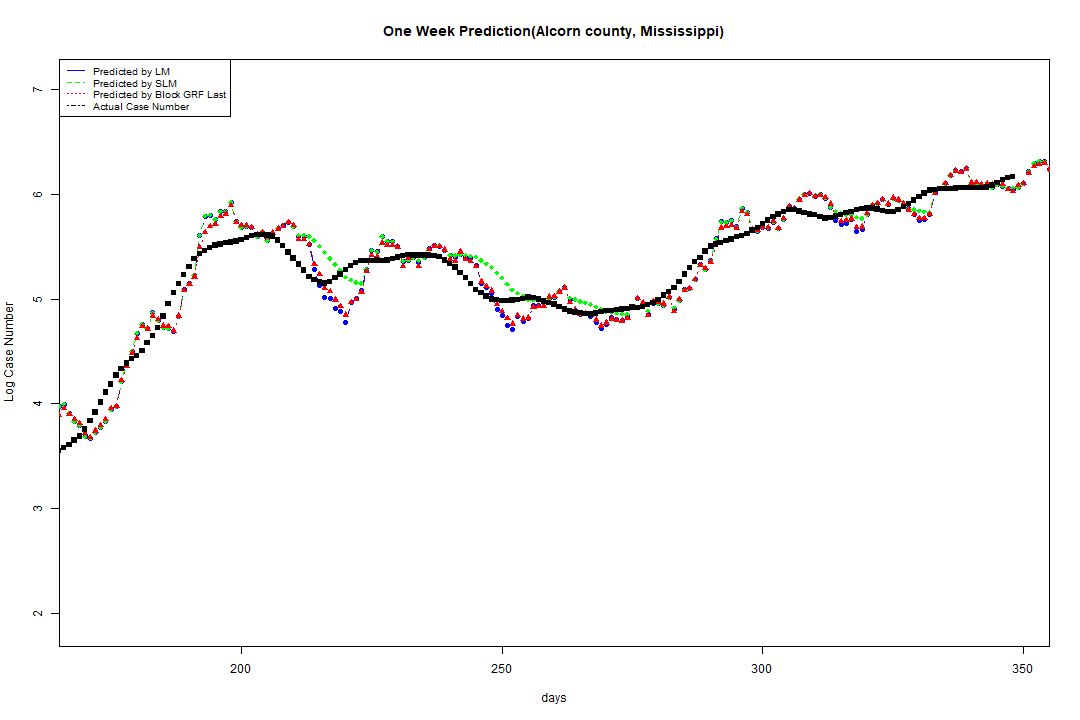 One Week Prediction(Alcorn county, Mississippi)
Predicted by LM
Predicted by SLM
Predicted by Block GRF Last
Actual Case Number
7
6
5
4
3
2
Log Case Number
200 250 300 350
days